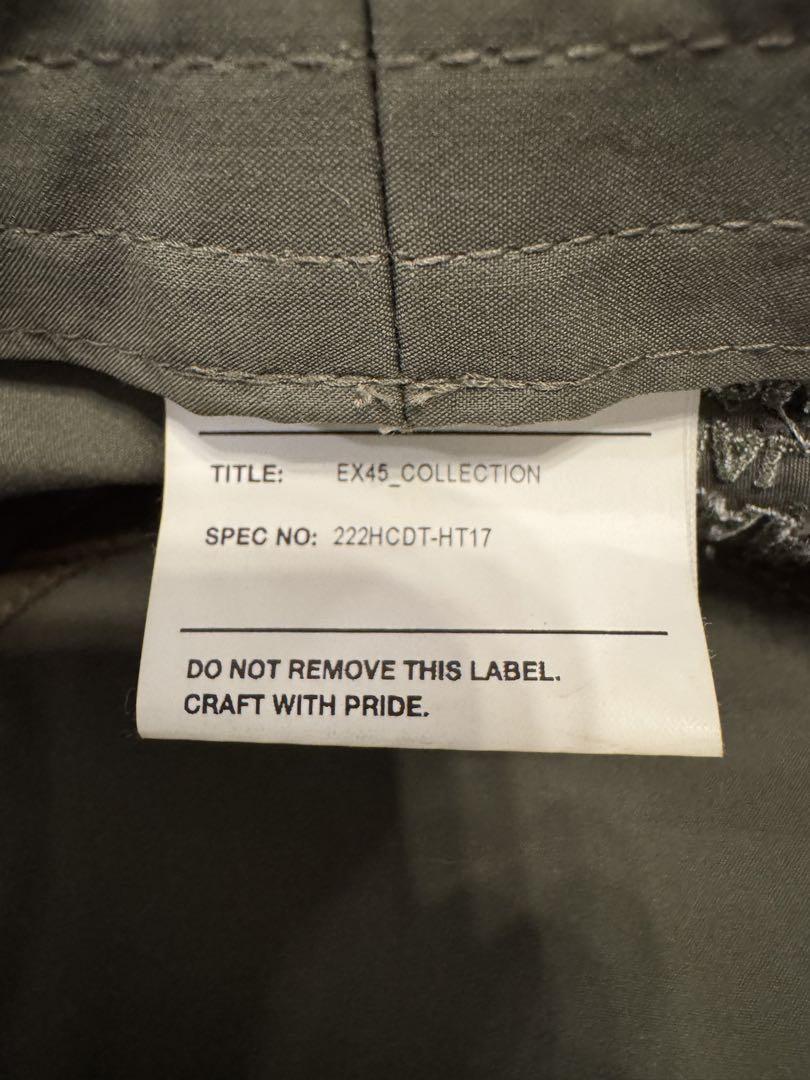 TITLE: EX45_COLLECTION
SPEC NO: 222HCDT-HT17
DO NOT REMOVE THIS LABEL.
CRAFT WITH PRIDE.